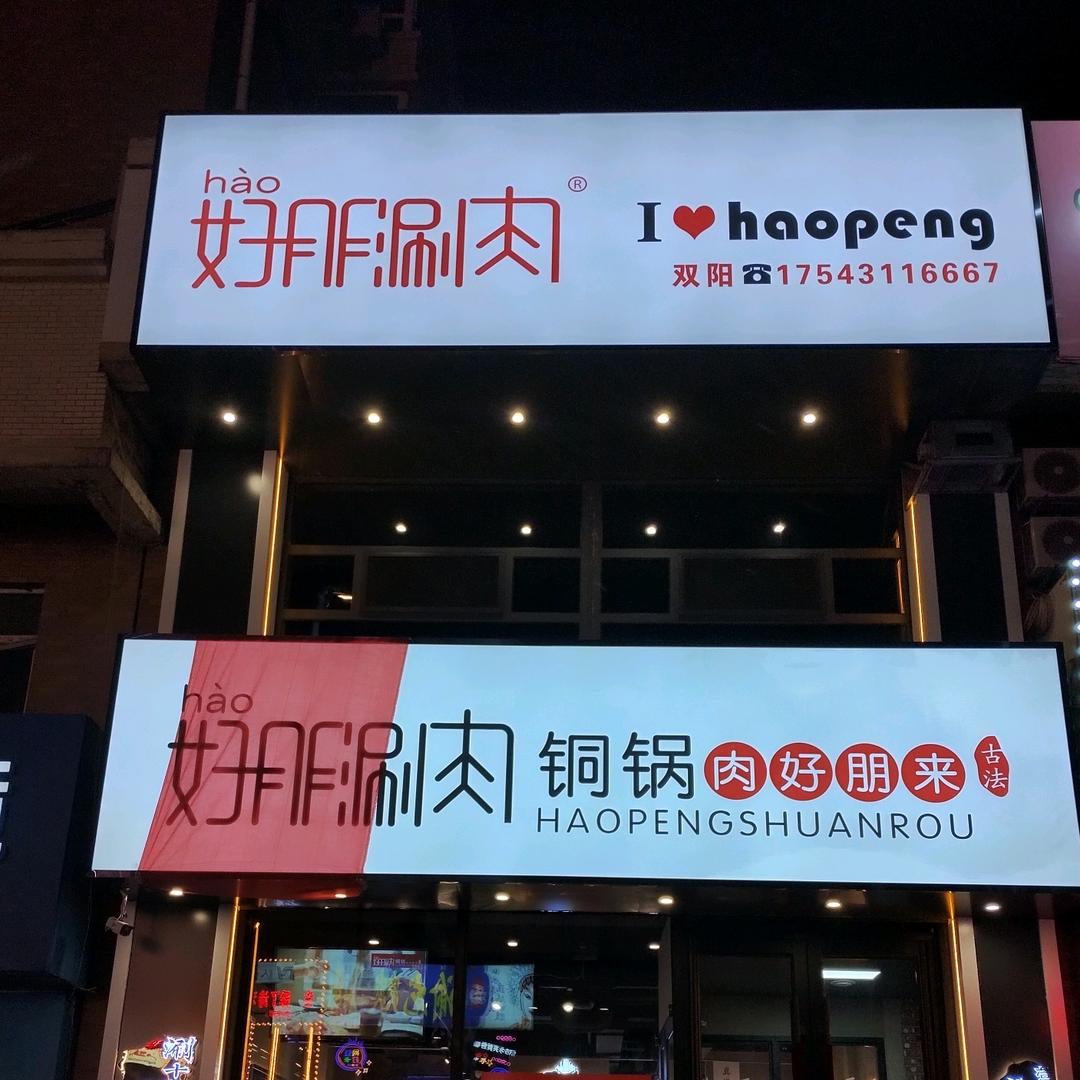 hào
好朋涮肉®
I❤haopeng
双阳☎17543116667
hào
好朋涮肉
铜锅肉好朋来
古法
HAOPENGSHUANROU
涮